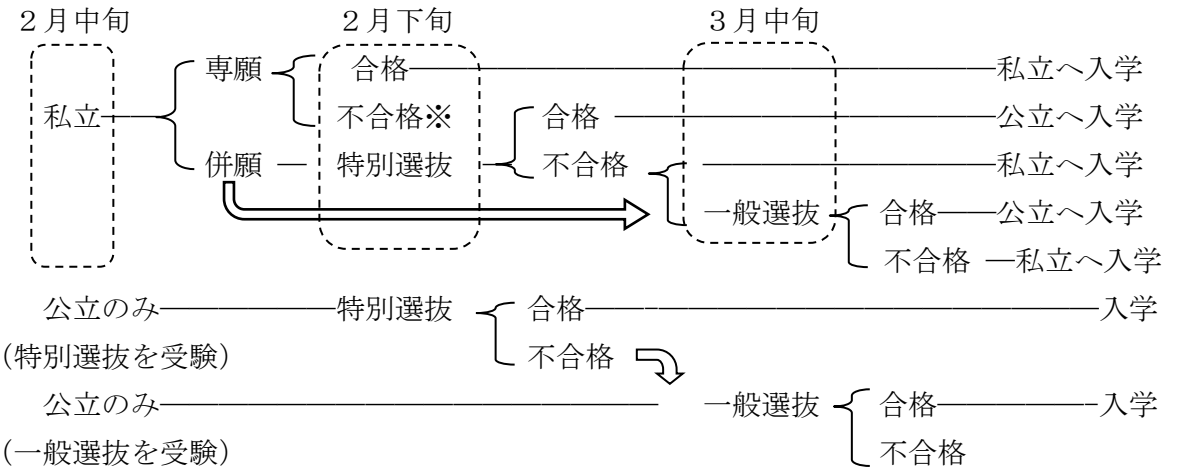 ２月中旬 ２月下旬 ３月中旬
専願 合格 私立へ入学
私立 不合格※ 合格 公立へ入学
併願 特別選抜 不合格 私立へ入学
一般選抜 合格 公立へ入学
不合格 私立へ入学
公立のみ 特別選抜 合格 入学
(特別選抜を受験) 不合格
公立のみ 一般選抜 合格 入学
(一般選抜を受験) 不合格